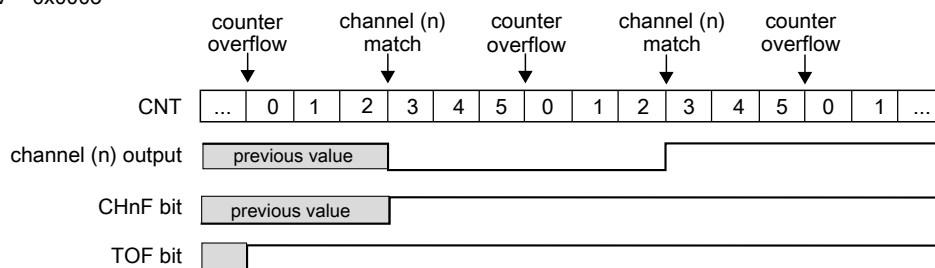 counter overflow
channel (n) match
counter overflow
channel (n) match
counter overflow
CNT ... 0 1 2 3 4 5 0 1 2 3 4 5 0 1 ...
channel (n) output previous value
CHnF bit previous value
TOF bit